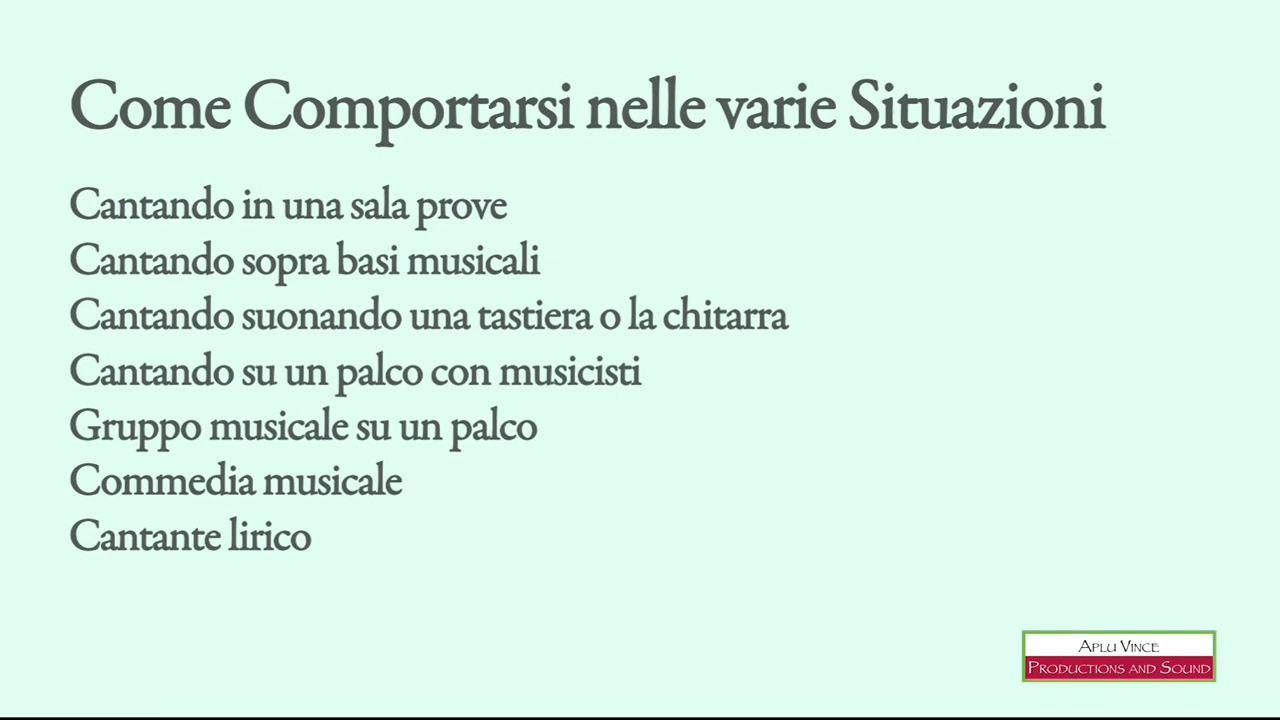 Come Comportarsi nelle varie Situazioni
Cantando in una sala prove
Cantando sopra basi musicali
Cantando suonando una tastiera o la chitarra
Cantando su un palco con musicisti
Gruppo musicale su un palco
Commedia musicale
Cantante lirico
Aplu Vince
Productions and Sound